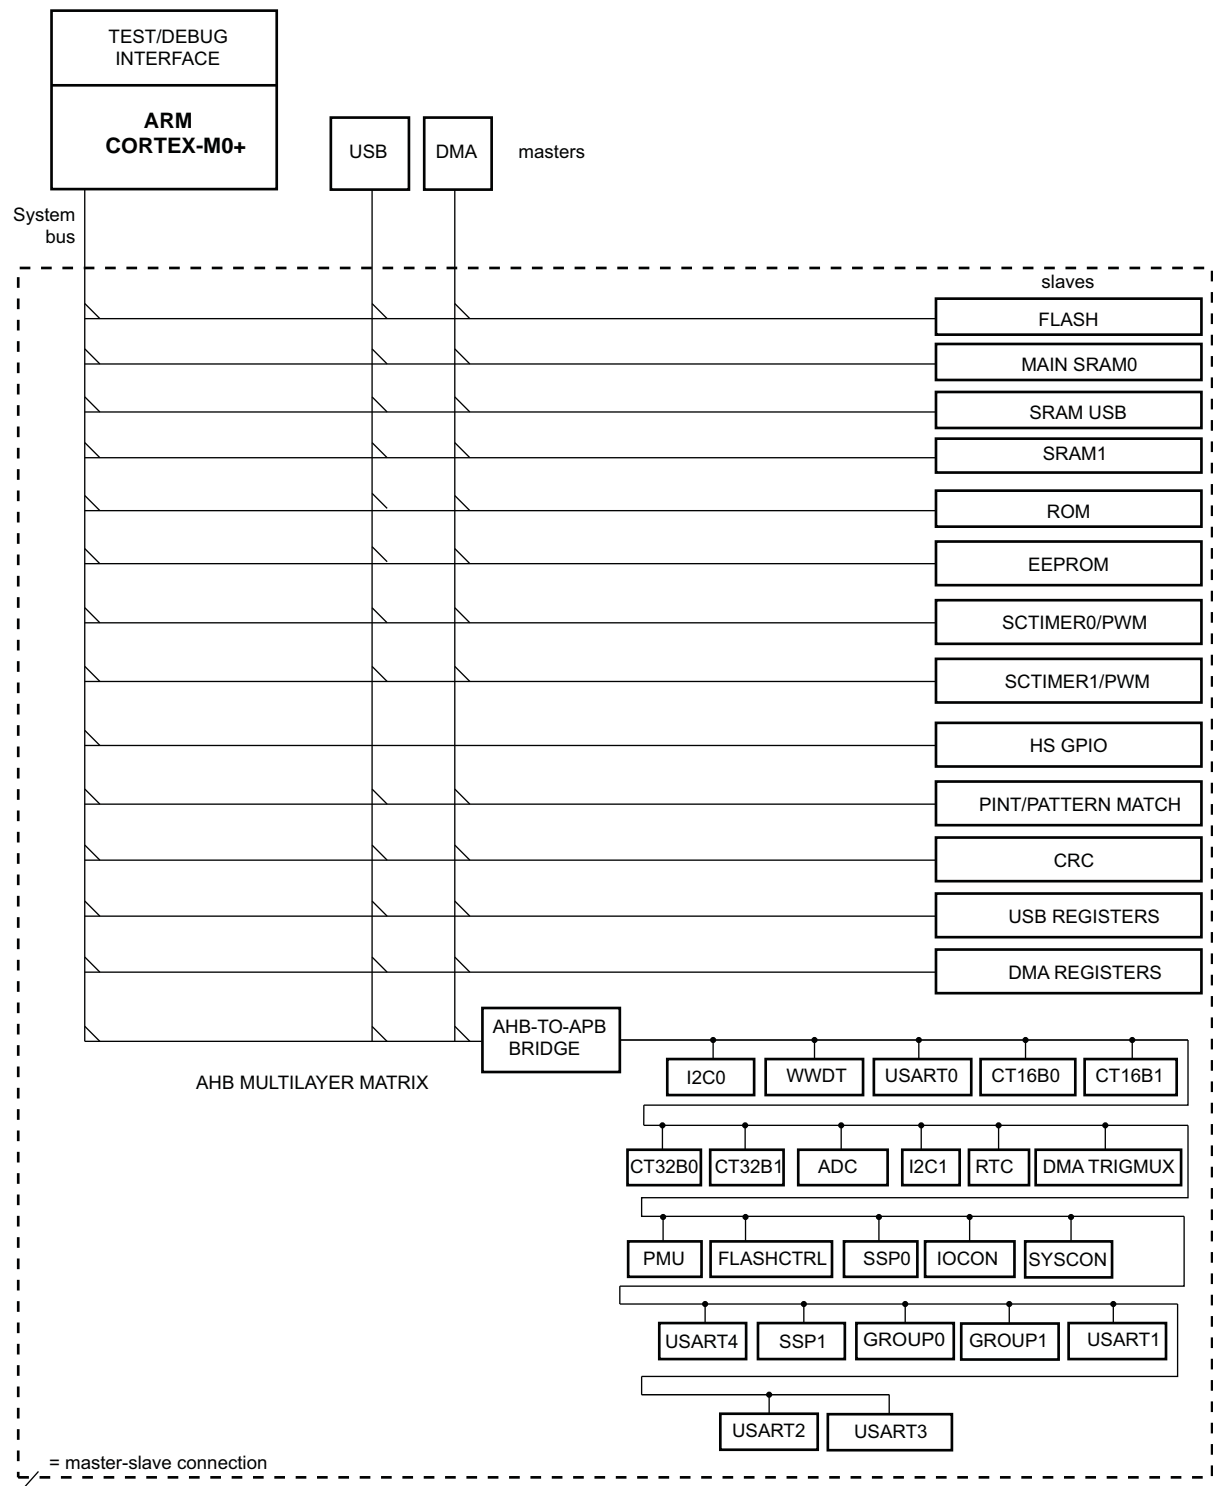 TEST/DEBUG
INTERFACE
ARM
CORTEX-M0+
USB
DMA
masters
System
bus
slaves
FLASH
MAIN SRAM0
SRAM USB
SRAM1
ROM
EEPROM
SCTIMER0/PWM
SCTIMER1/PWM
HS GPIO
PINT/PATTERN MATCH
CRC
USB REGISTERS
DMA REGISTERS
AHB-TO-APB
BRIDGE
AHB MULTILAYER MATRIX
I2C0
WWDT
USART0
CT16B0
CT16B1
CT32B0
CT32B1
ADC
I2C1
RTC
DMA TRIGMUX
PMU
FLASHCTRL
SSP0
IOCON
SYSCON
USART4
SSP1
GROUP0
GROUP1
USART1
USART2
USART3
= master-slave connection